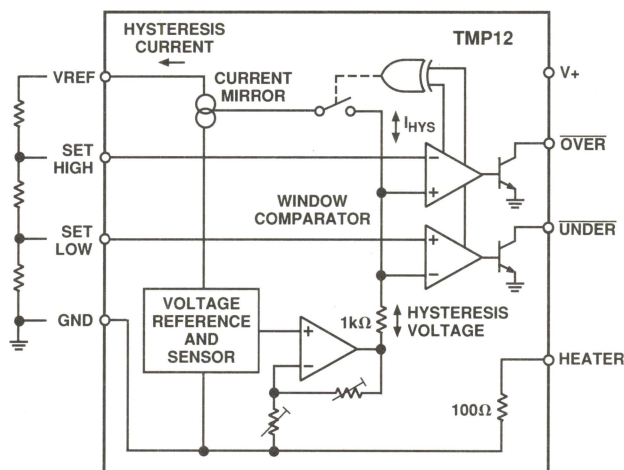 HYSTERESIS
CURRENT
TMP12
VREF
CURRENT
MIRROR
V+
IHYS
SET
HIGH
OVER
WINDOW
COMPARATOR
SET
LOW
UNDER
VOLTAGE
REFERENCE
AND
SENSOR
1kΩ
HYSTERESIS
VOLTAGE
GND
HEATER
100Ω